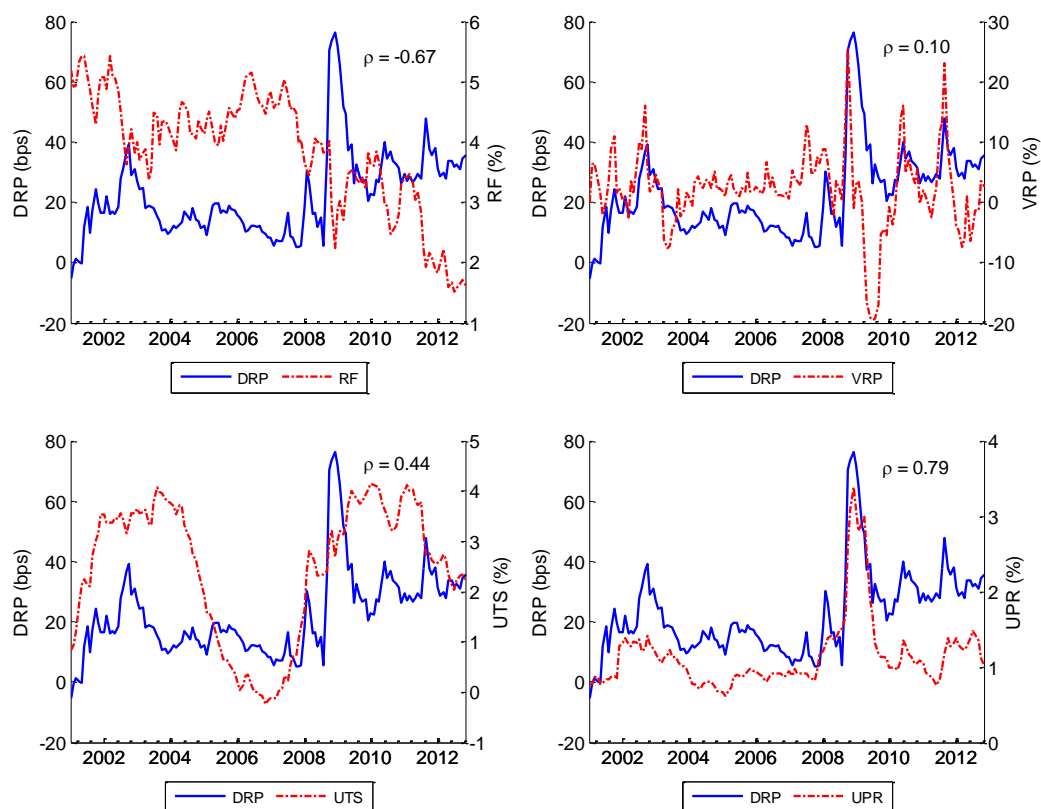 80
60
40
20
0
-20
DRP (bps)
6
5
4
3
2
1
RF (%)
ρ = -0.67
2002 2004 2006 2008 2010 2012
DRP RF
80
60
40
20
0
-20
DRP (bps)
30
20
10
0
-10
-20
VRP (%)
ρ = 0.10
2002 2004 2006 2008 2010 2012
DRP VRP
80
60
40
20
0
-20
DRP (bps)
5
4
3
2
1
0
-1
UTS (%)
ρ = 0.44
2002 2004 2006 2008 2010 2012
DRP UTS
80
60
40
20
0
-20
DRP (bps)
4
3
2
1
0
UPR (%)
ρ = 0.79
2002 2004 2006 2008 2010 2012
DRP UPR